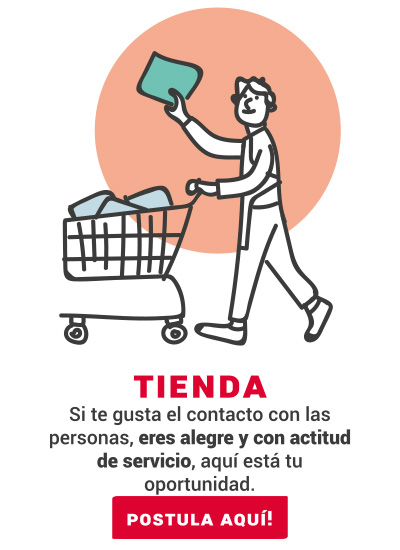 TIENDA
Si te gusta el contacto con las
personas, eres alegre y con actitud
de servicio, aquí está tu
oportunidad.
POSTULA AQUÍ!